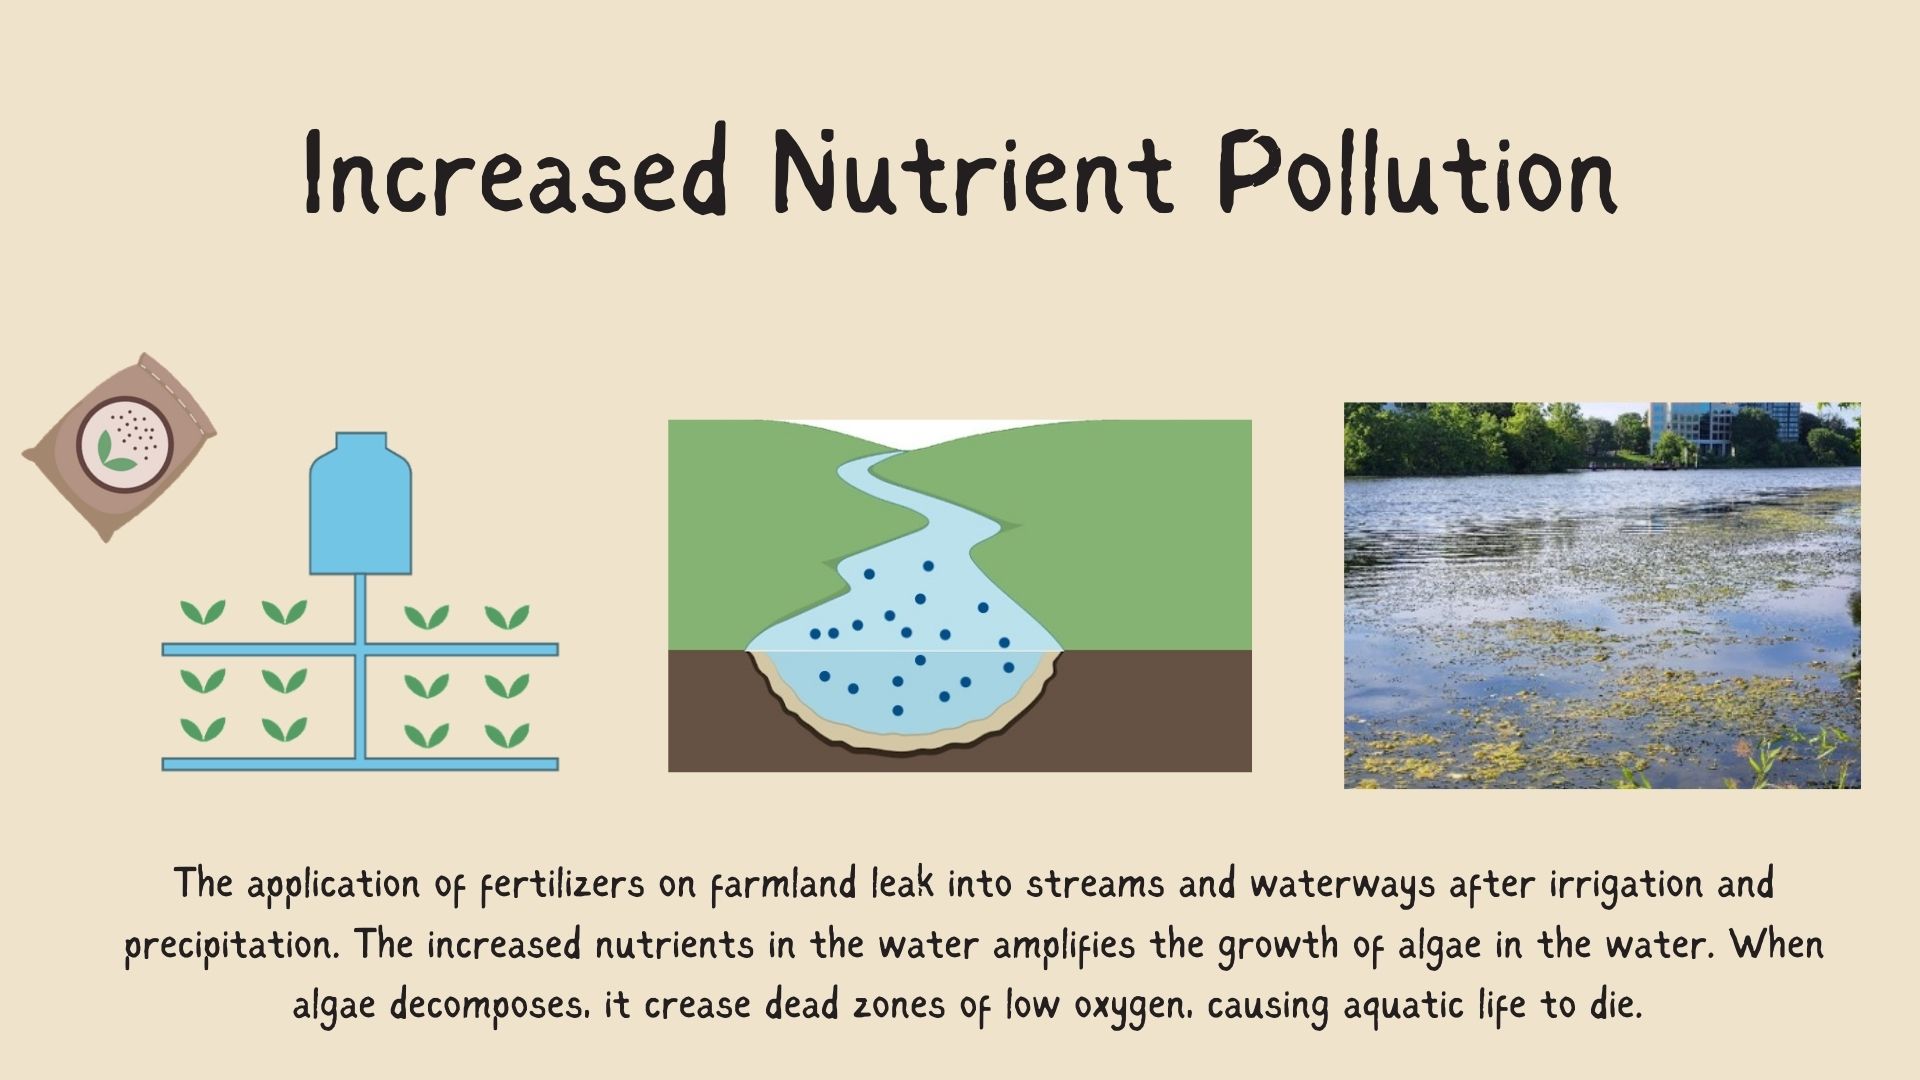 Increased Nutrient Pollution
The application of fertilizers on farmland leak into streams and waterways after irrigation and
precipitation. The increased nutrients in the water amplifies the growth of algae in the water. When
algae decomposes, it crease dead zones of low oxygen, causing aquatic life to die.